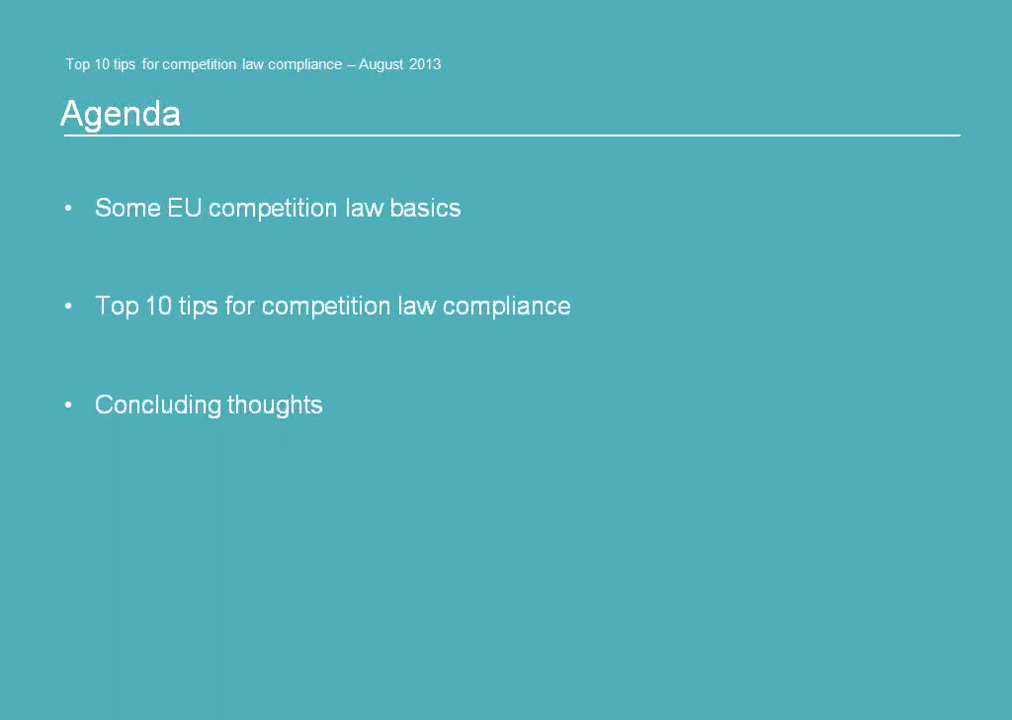 Top 10 tips for competition law compliance – August 2013
Agenda
• Some EU competition law basics
• Top 10 tips for competition law compliance
• Concluding thoughts